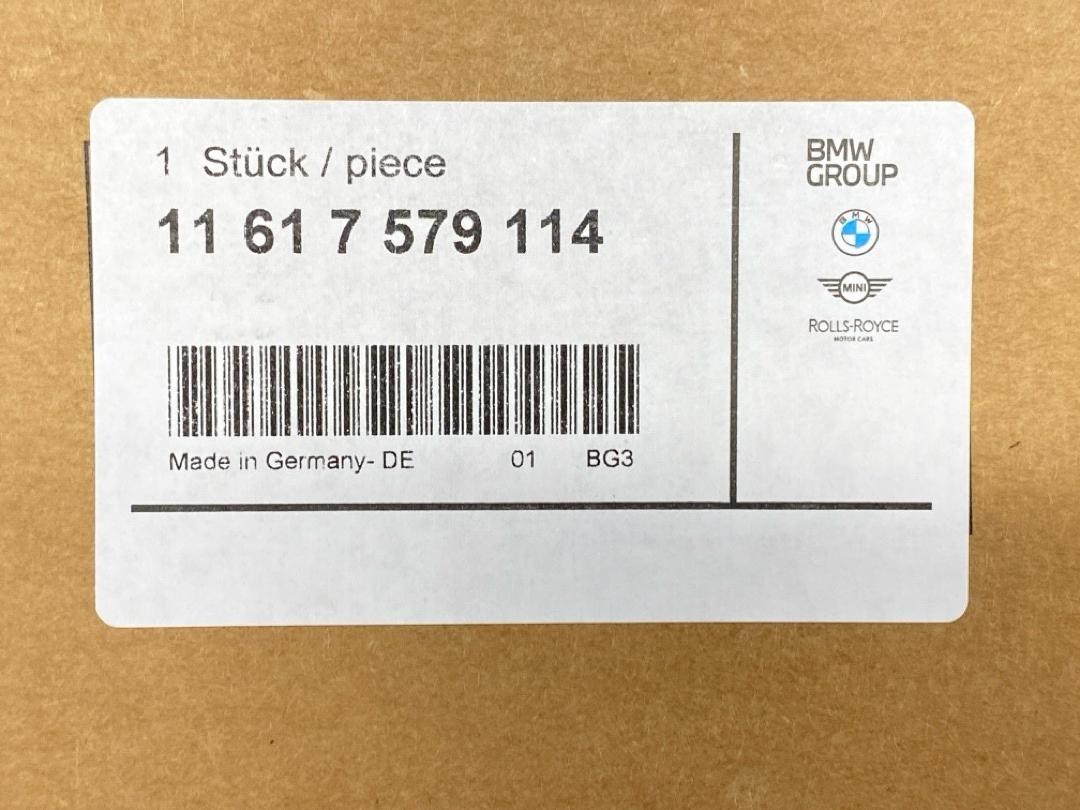 1 Stück / piece
11 61 7 579 114
Made in Germany- DE 01 BG3
BMW
GROUP
BMW
MINI
ROLLS-ROYCE
MOTOR CARS